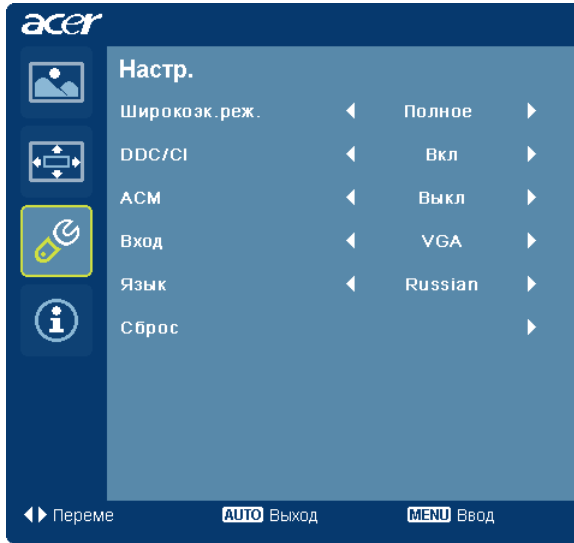 acer
Настр.
Широкоэк.реж. Полное
DDC/CI Вкл
ACM Выкл
Вход VGA
Язык Russian
Сброс
Переме AUTO Выход MENU Ввод